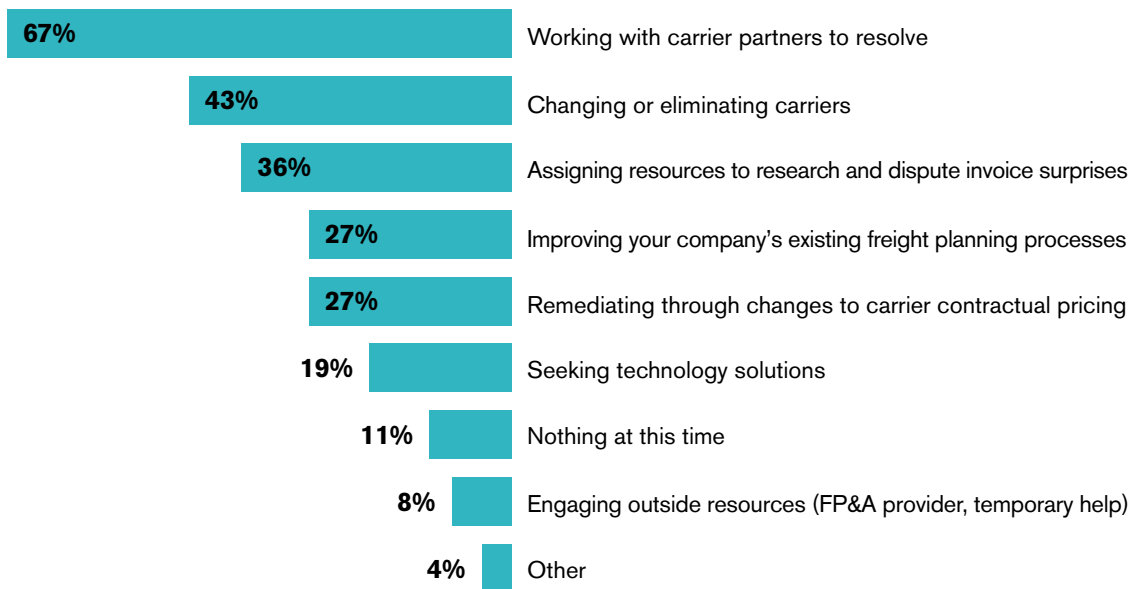 67% Working with carrier partners to resolve
43% Changing or eliminating carriers
36% Assigning resources to research and dispute invoice surprises
27% Improving your company’s existing freight planning processes
27% Remediating through changes to carrier contractual pricing
19% Seeking technology solutions
11% Nothing at this time
8% Engaging outside resources (FP&A provider, temporary help)
4% Other